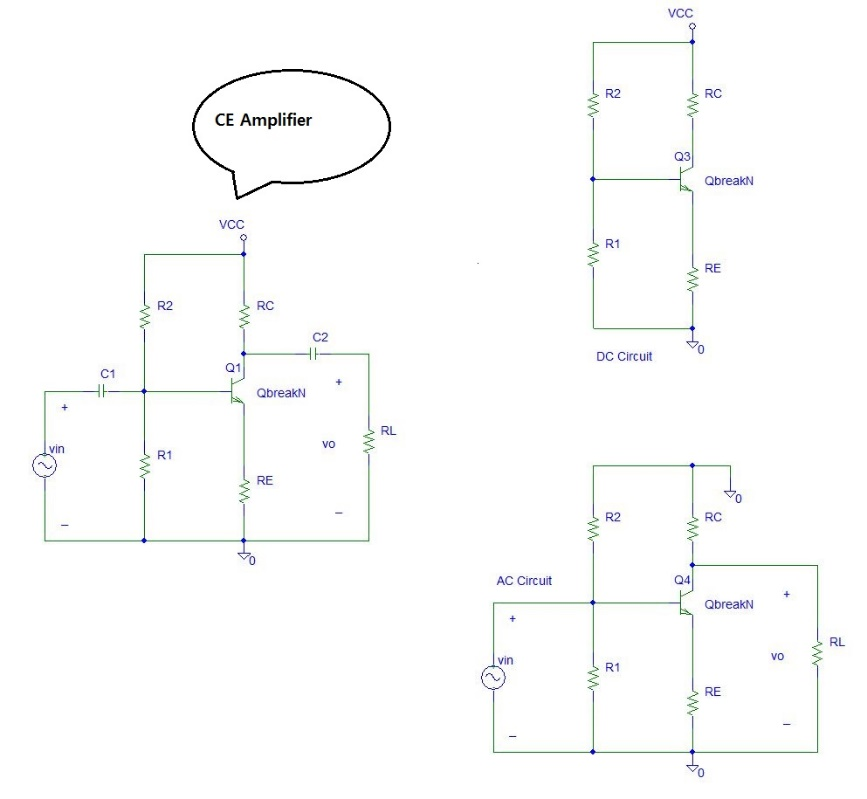 CE Amplifier
VCC
R2
RC
C2
Q1
C1
QbreakN
+
+
vin
R1
vo
RL
RE
–
–
0
VCC
R2
RC
Q3
QbreakN
R1
RE
0
DC Circuit
0
R2
RC
AC Circuit
Q4
QbreakN
+
+
vin
R1
vo
RL
RE
–
–
0